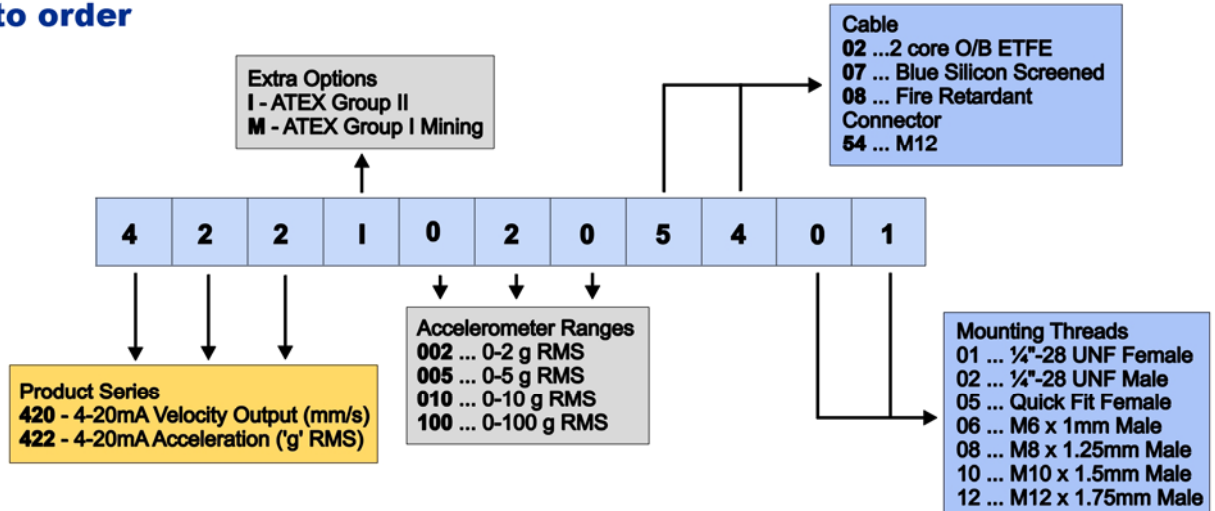 to order
Extra Options
I - ATEX Group II
M - ATEX Group I Mining
Cable
02 ...2 core O/B ETFE
07 ... Blue Silicon Screened
08 ... Fire Retardant
Connector
54 ... M12
4 2 2 I 0 2 0 5 4 0 1
Product Series
420 - 4-20mA Velocity Output (mm/s)
422 - 4-20mA Acceleration ('g' RMS)
Accelerometer Ranges
002 ... 0-2 g RMS
005 ... 0-5 g RMS
010 ... 0-10 g RMS
100 ... 0-100 g RMS
Mounting Threads
01 ... ¼"-28 UNF Female
02 ... ¼"-28 UNF Male
05 ... Quick Fit Female
06 ... M6 x 1mm Male
08 ... M8 x 1.25mm Male
10 ... M10 x 1.5mm Male
12 ... M12 x 1.75mm Male